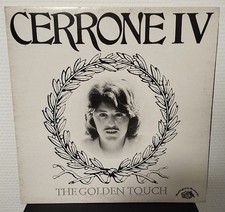 CERRONE IV
THE GOLDEN TOUCH